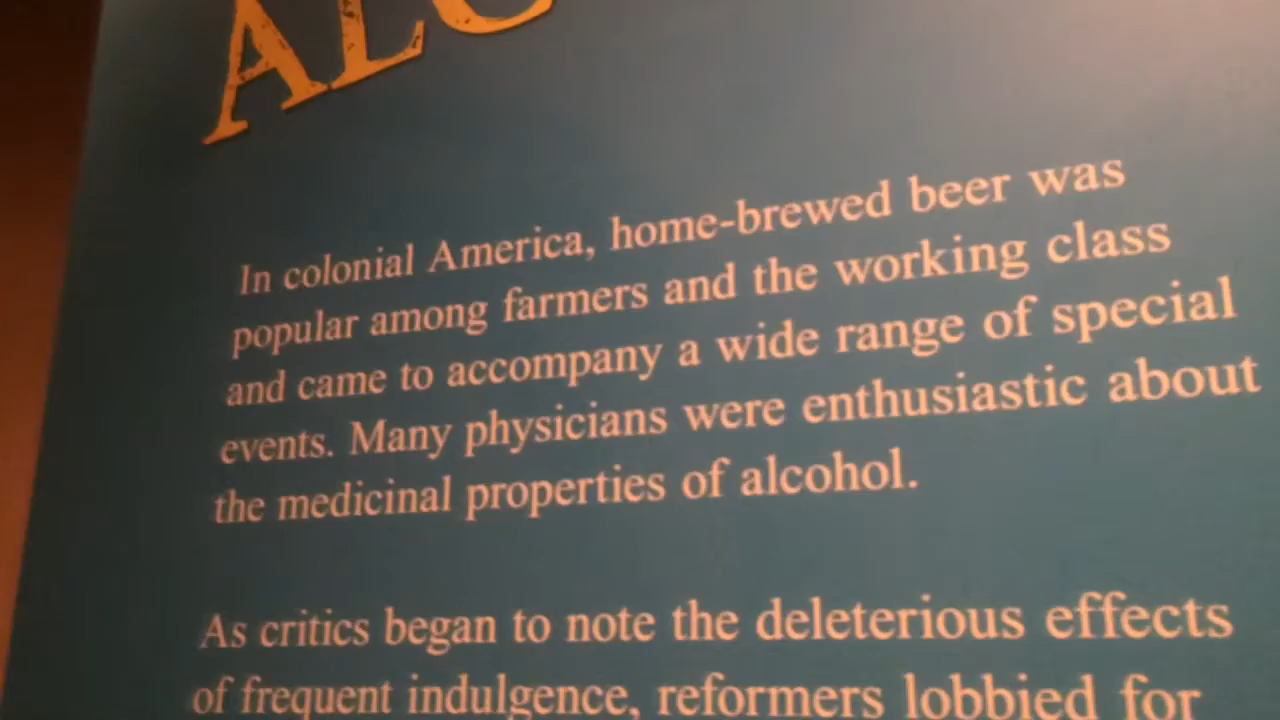 ALC
In colonial America, home-brewed beer was
popular among farmers and the working class
and came to accompany a wide range of special
events. Many physicians were enthusiastic about
the medicinal properties of alcohol.
As critics began to note the deleterious effects
of frequent indulgence, reformers lobbied for